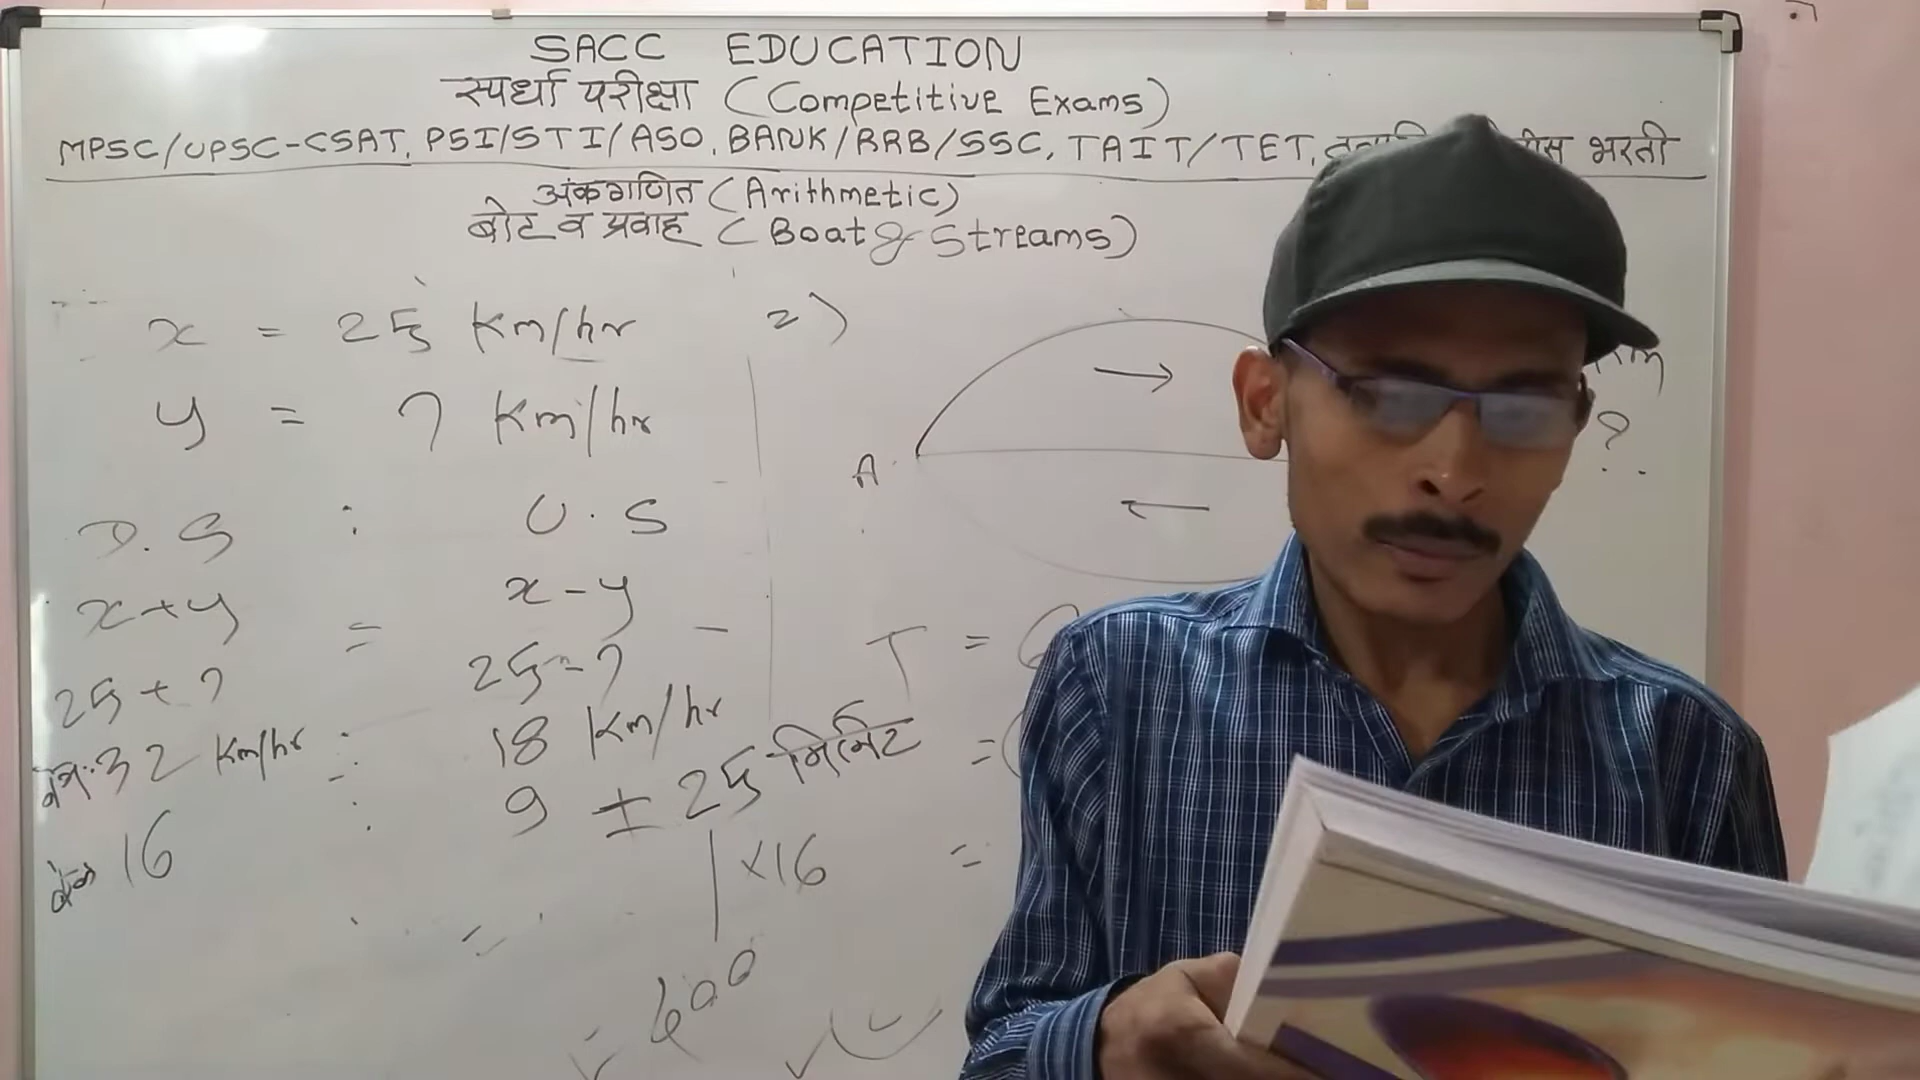 SACC EDUCATION
स्पर्धा परीक्षा (Competitive Exams)
MPSC/UPSC-CSAT, PSI/STI/ASO, BANK/RRB/SSC, TAIT/TET, भरती
अंकगणित (Arithmetic)
बोट व प्रवाह (Boat & Streams)
x = 25 Km/hr
y = 7 Km/hr
D.S : U.S
x+y = x-y
25+7 25-7
32 Km/hr : 18 Km/hr
16 : 9 ± 25 मिनिट
×16
= 400
2)
A
?
T =
=
=